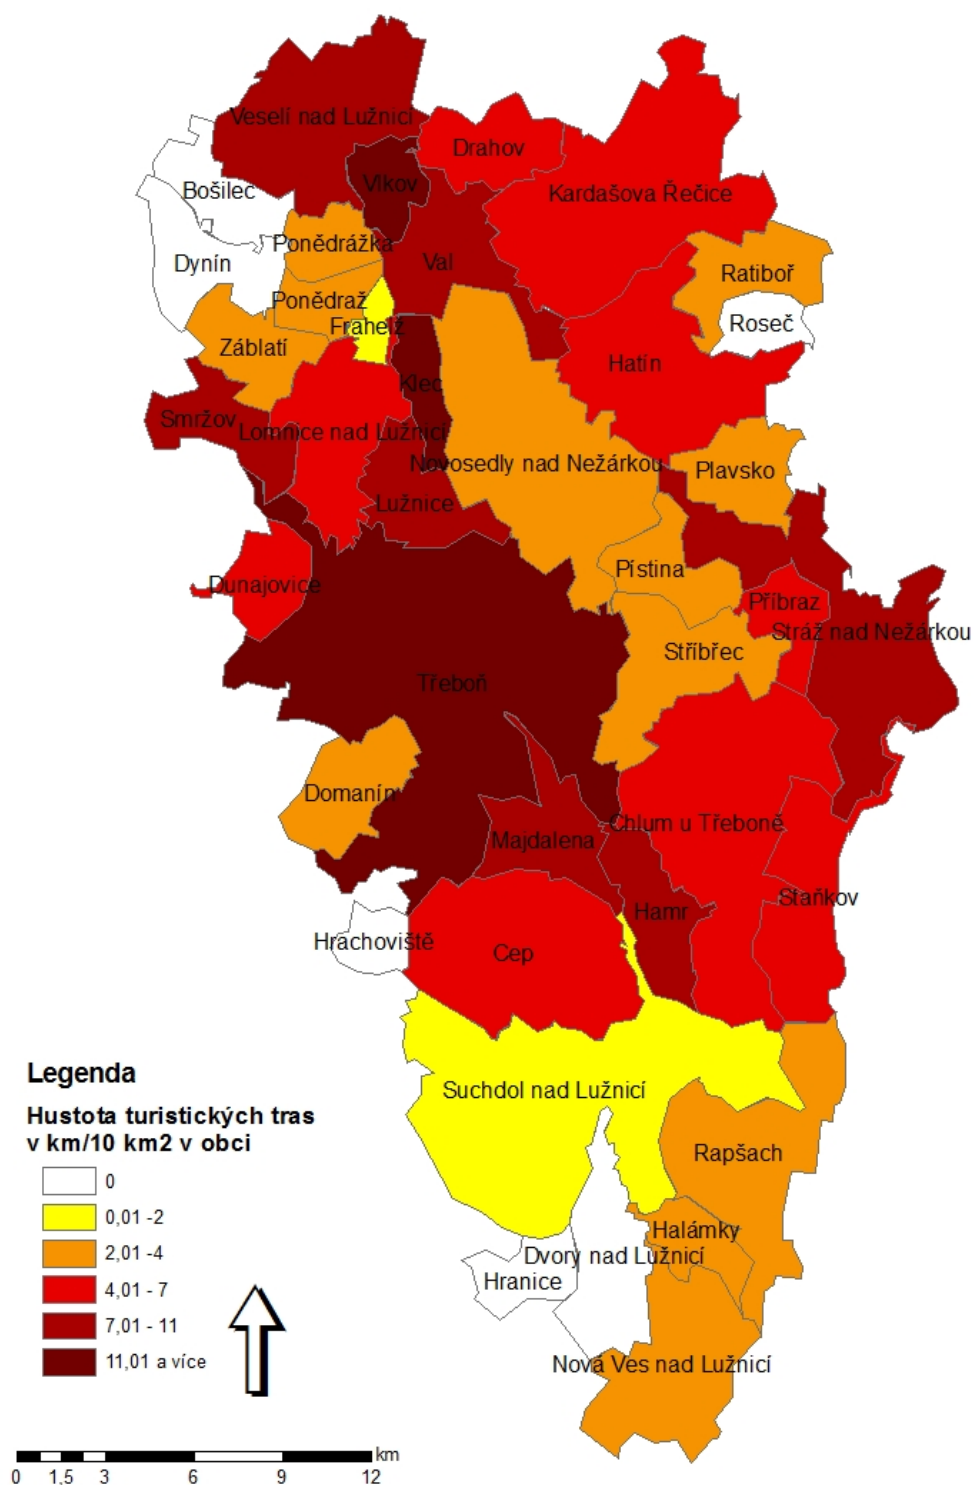 Veselí nad Lužnicí
Drahov
Vlkov
Bošilec
Kardašova Řečice
Ponědrážka
Dynín
Val
Ratiboř
Ponědraž
Frahelž
Roseč
Záblatí
Hatín
Klec
Smržov
Lomnice nad Lužnicí
Novosedly nad Nežárkou
Plavsko
Lužnice
Pístina
Dunajovice
Příbraz
Stráž nad Nežárkou
Stříbřec
Třeboň
Domanín
Chlum u Třeboně
Majdalena
Staňkov
Hamr
Hrachoviště
Cep
Suchdol nad Lužnicí
Rapšach
Halámky
Dvory nad Lužnicí
Hranice
Nová Ves nad Lužnicí
Legenda
Hustota turistických tras
v km/10 km2 v obci
0
0,01 -2
2,01 -4
4,01 - 7
7,01 - 11
11,01 a více
km
0 1,5 3 6 9 12